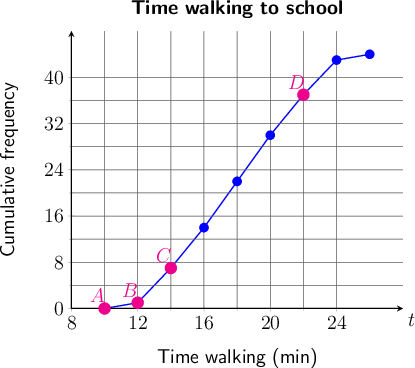 Time walking to school
Cumulative frequency
40
32
24
16
8
0
A
B
C
D
8 12 16 20 24 t
Time walking (min)